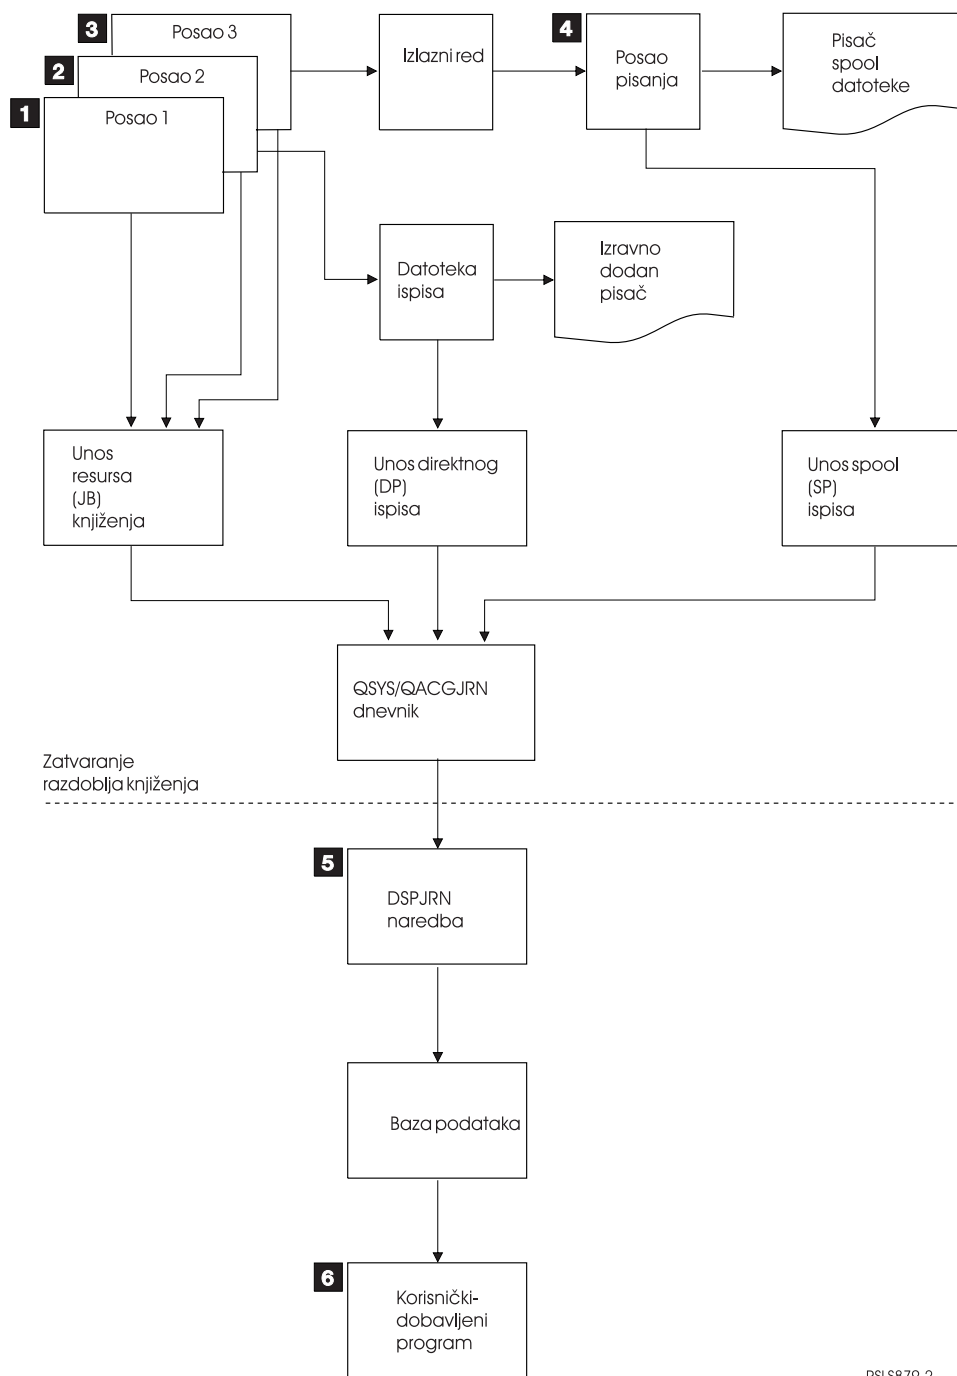 3
Posao 3
2
Posao 2
1
Posao 1
Izlazni red
4
Posao
pisanja
Pisač
spool
datoteke
Datoteka
ispisa
Izravno
dodan
pisač
Unos
resursa
(JB)
knjiženja
Unos direktnog
(DP)
ispisa
Unos spool
(SP)
ispisa
QSYS/QACGJRN
dnevnik
Zatvaranje
razdoblja knjiženja
5
DSPJRN
naredba
Baza podataka
6
Korisnički-
dobavljeni
program